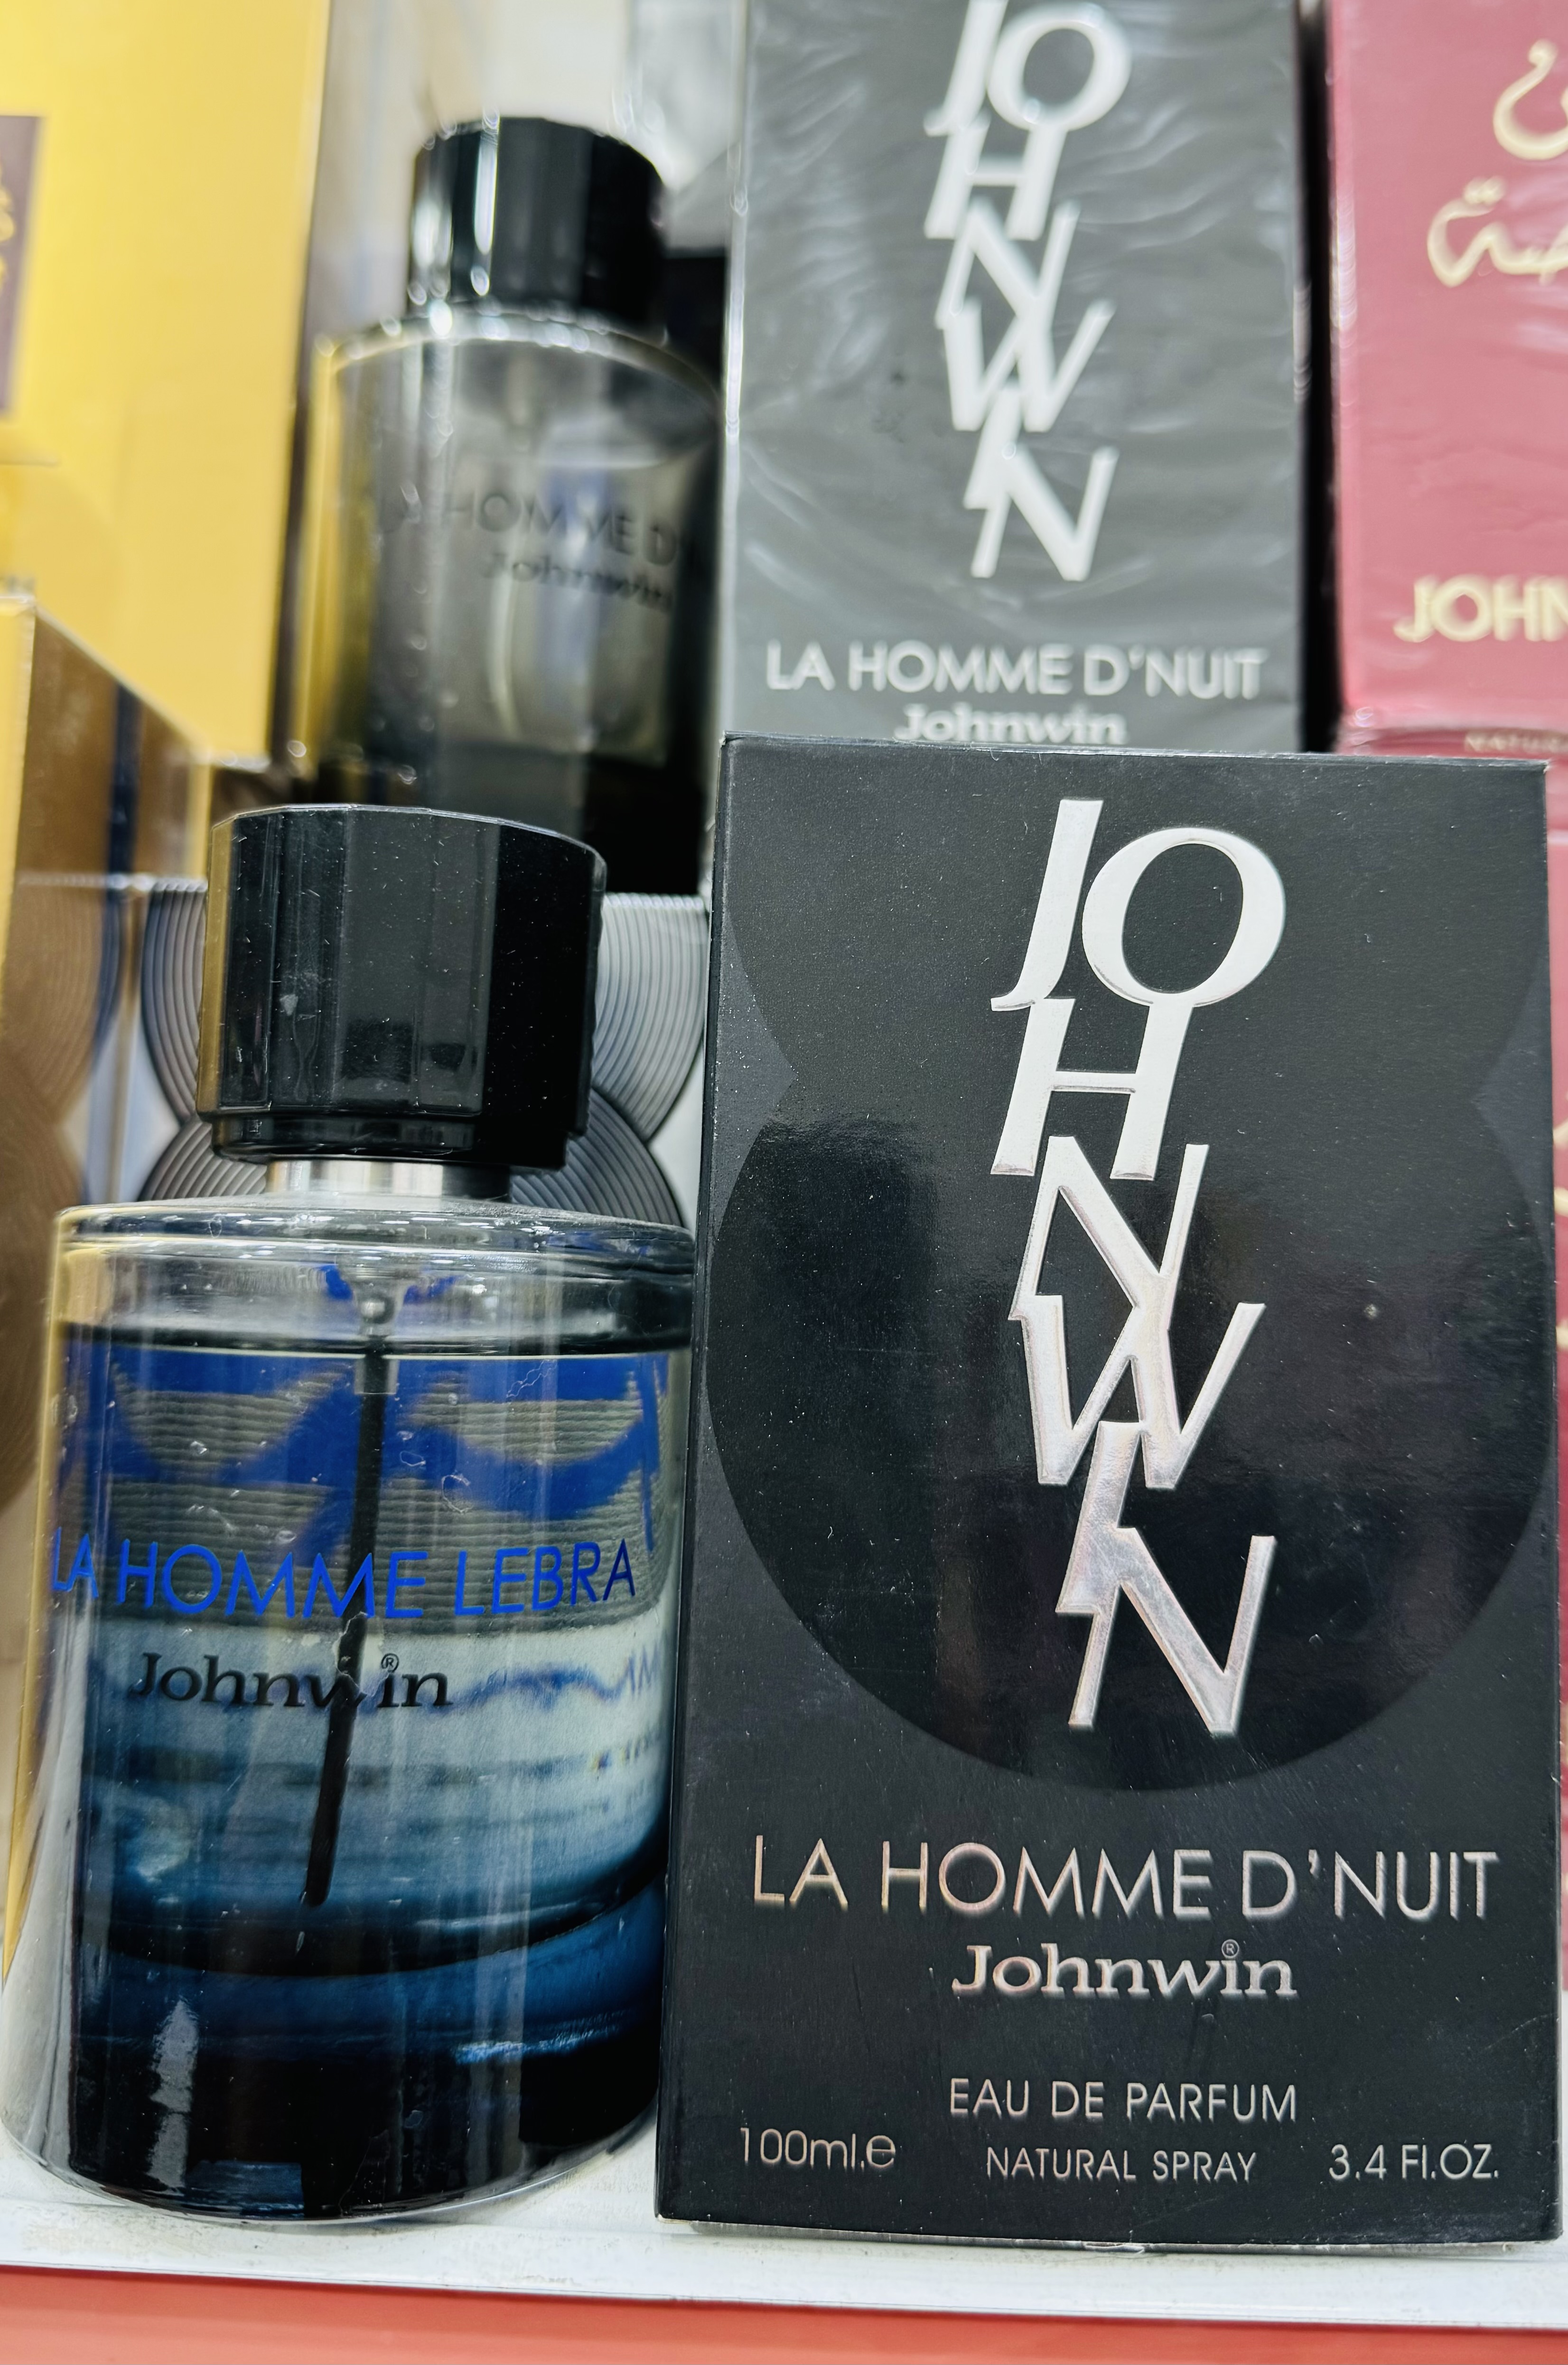 JOHNWIN
LA HOMME D'NUIT
Johnwin
JOHN
HOMME D'
Johnwin
JOHNWIN
LA HOMME D'NUIT
Johnwin®
EAU DE PARFUM
100ml.e NATURAL SPRAY 3.4 Fl.OZ.
LA HOMME LEBRA
Johnwin®